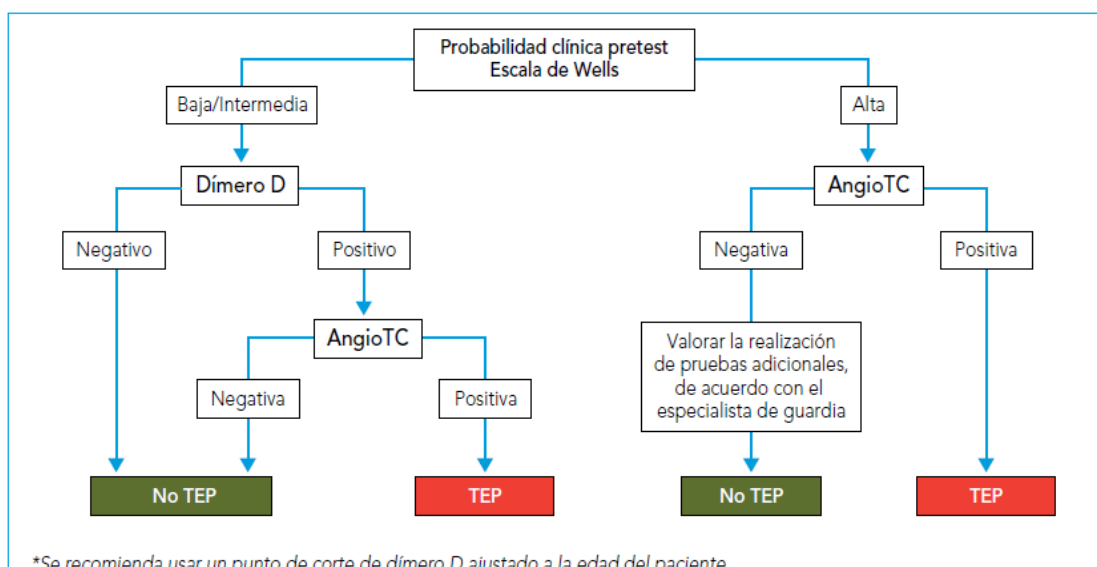 Probabilidad clínica pretest
Escala de Wells
Baja/Intermedia
Alta
Dímero D
AngioTC
Negativo
Positivo
Negativa
Positiva
AngioTC
Valorar la realización
de pruebas adicionales,
de acuerdo con el
especialista de guardia
Negativa
Positiva
No TEP
TEP
No TEP
TEP
*Se recomienda usar un punto de corte de dímero D ajustado a la edad del paciente